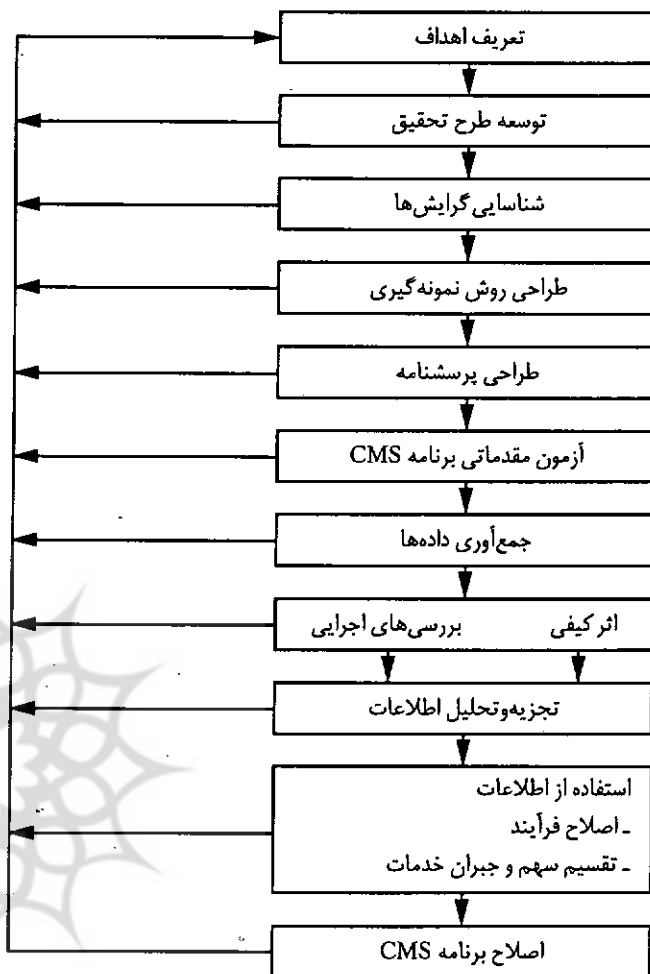 تعریف اهداف
توسعه طرح تحقیق
شناسایی گرایش‌ها
طراحی روش نمونه‌گیری
طراحی پرسشنامه
آزمون مقدماتی برنامه CMS
جمع‌آوری داده‌ها
اثر کیفی بررسی‌های اجرایی
تجزیه‌وتحلیل اطلاعات
استفاده از اطلاعات
ـ اصلاح فرآیند
ـ تقسیم سهم و جبران خدمات
اصلاح برنامه CMS